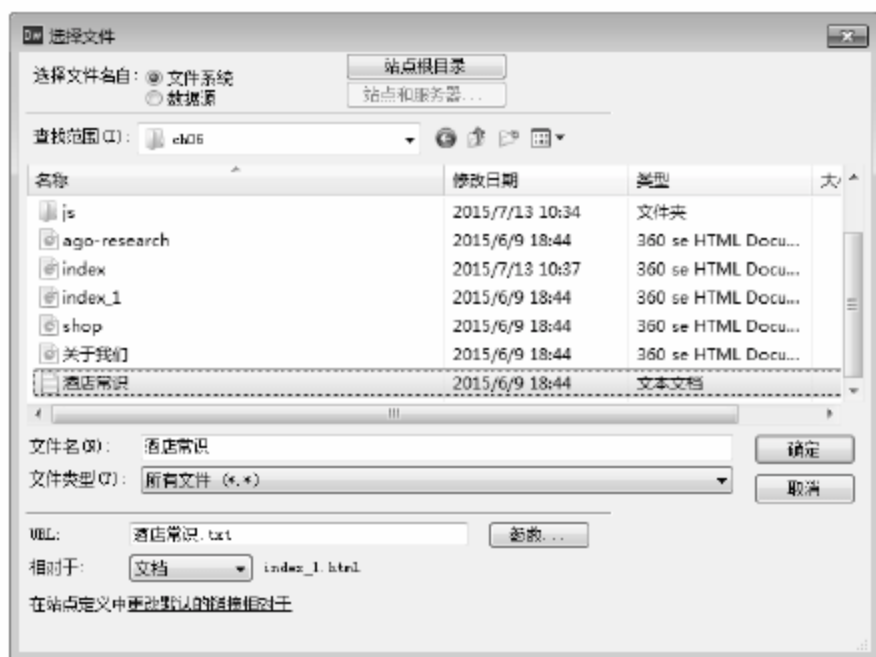 Dw 选择文件
选择文件名自: 文件系统 站点根目录
数据源 站点和服务器...
查找范围(I): ch06
名称 修改日期 类型 大小
js 2015/7/13 10:34 文件夹
ago-research 2015/6/9 18:44 360 se HTML Docu...
index 2015/7/13 10:37 360 se HTML Docu...
index_1 2015/6/9 18:44 360 se HTML Docu...
shop 2015/6/9 18:44 360 se HTML Docu...
关于我们 2015/6/9 18:44 360 se HTML Docu...
酒店常识 2015/6/9 18:44 文本文档
文件名(N): 酒店常识 确定
文件类型(T): 所有文件 (*.*) 取消
URL: 酒店常识.txt 参数...
相对于: 文档 index_1.html
在站点定义中更改默认的链接相对于